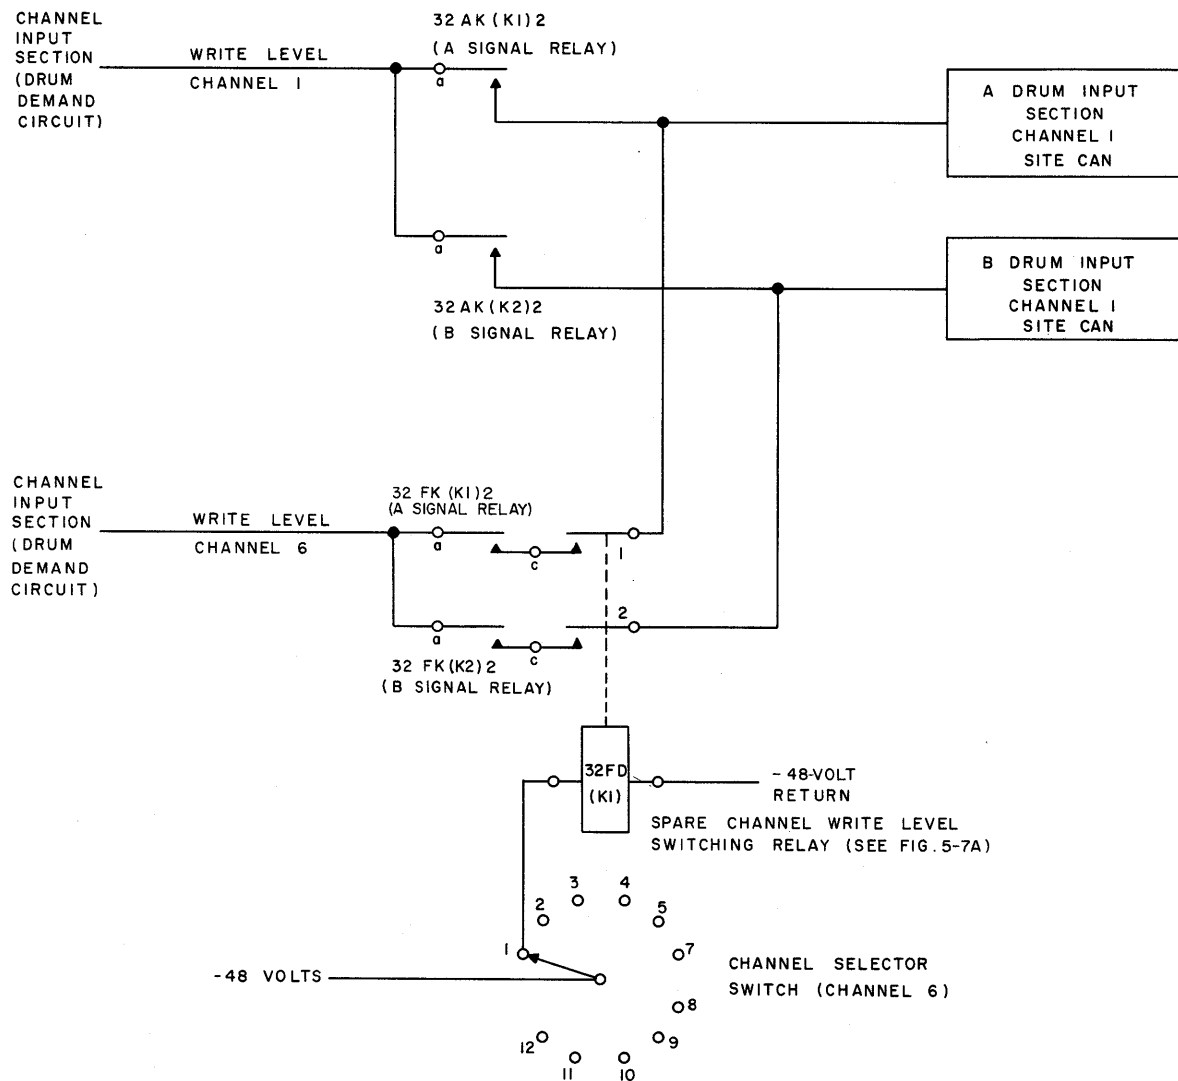 CHANNEL
INPUT
SECTION
(DRUM
DEMAND
CIRCUIT)
WRITE LEVEL
CHANNEL 1
32 AK (K1) 2
(A SIGNAL RELAY)
a
A DRUM INPUT
SECTION
CHANNEL 1
SITE CAN
a
32 AK (K2) 2
(B SIGNAL RELAY)
B DRUM INPUT
SECTION
CHANNEL 1
SITE CAN
CHANNEL
INPUT
SECTION
(DRUM
DEMAND
CIRCUIT)
WRITE LEVEL
CHANNEL 6
32 FK (K1) 2
(A SIGNAL RELAY)
a
c
1
2
a
c
32 FK (K2) 2
(B SIGNAL RELAY)
32FD
(K1)
-48-VOLT
RETURN
SPARE CHANNEL WRITE LEVEL
SWITCHING RELAY (SEE FIG. 5-7A)
1
2
3
4
5
7
8
9
10
11
12
-48 VOLTS
CHANNEL SELECTOR
SWITCH (CHANNEL 6)